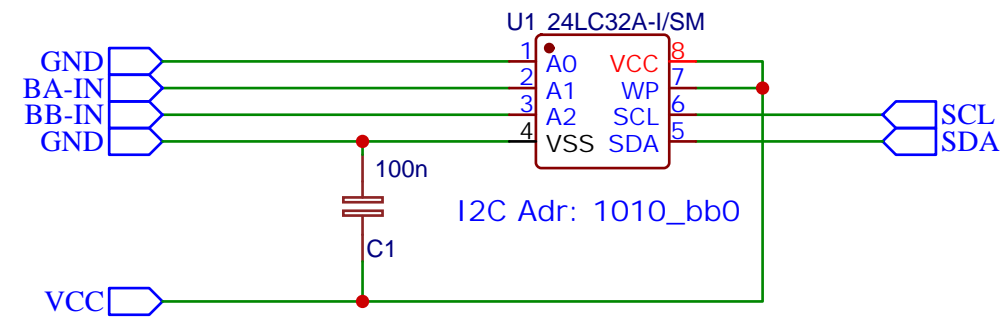 U1 24LC32A-I/SM
GND 1 A0 VCC 8
BA-IN 2 A1 WP 7
BB-IN 3 A2 SCL 6 SCL
GND 4 VSS SDA 5 SDA
100n
I2C Adr: 1010_bb0
C1
VCC